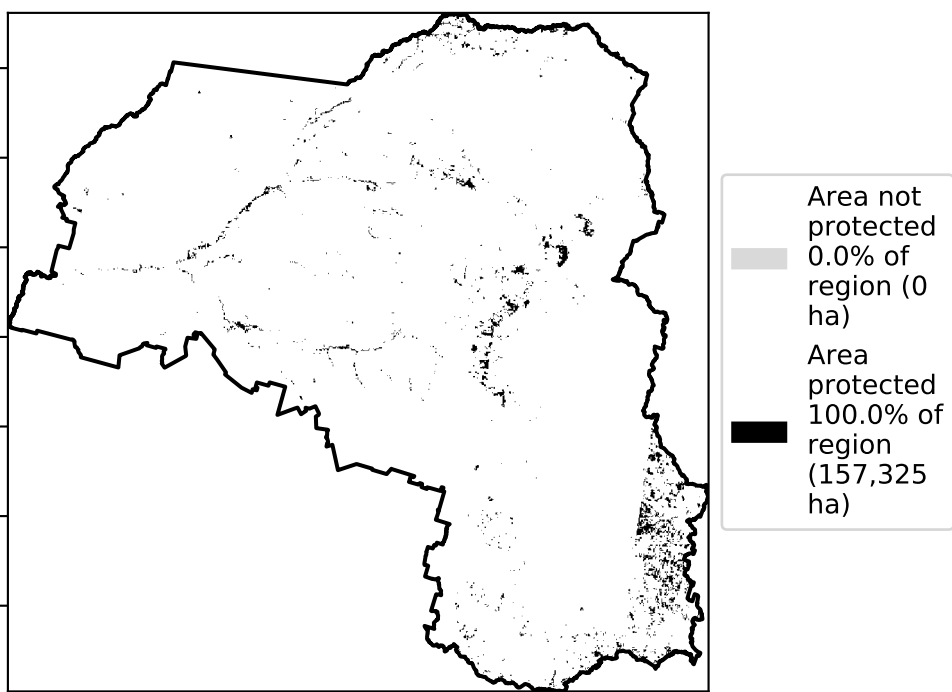 Area not
protected
0.0% of
region (0
ha)
Area
protected
100.0% of
region
(157,325
ha)